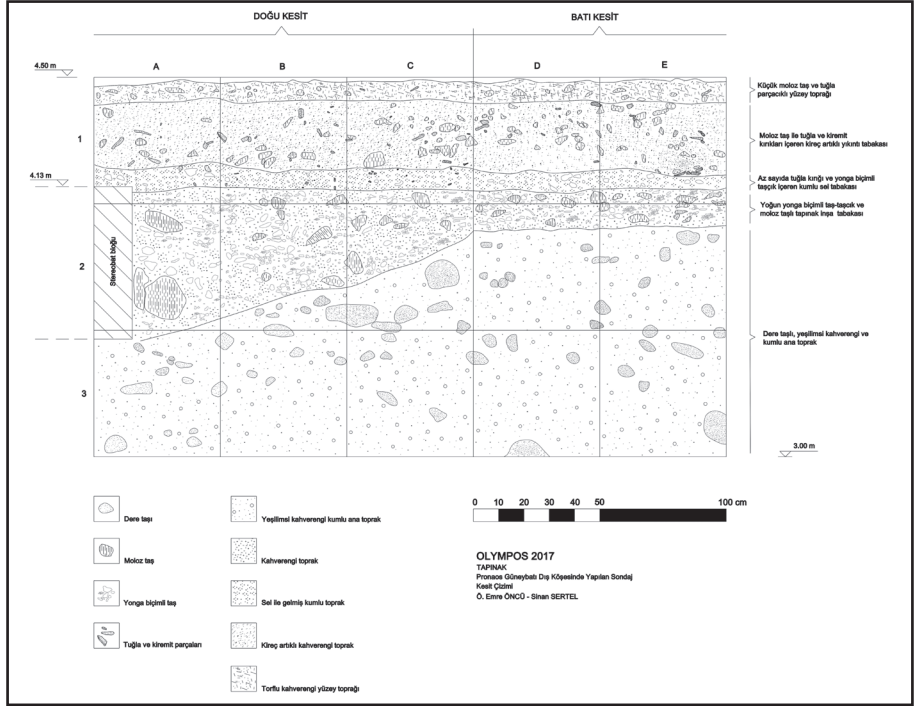 DOĞU KESİT
BATI KESİT
4.50 m
A
B
C
D
E
Küçük moloz taş ve tuğla
parçacıklı yüzey toprağı
1
Moloz taş ile tuğla ve kiremit
kırıkları içeren kireç artıklı yıkıntı tabakası
4.13 m
Az sayıda tuğla kırığı ve yonga biçimli
taşçık içeren kumlu sel tabakası
Yoğun yonga biçimli taş-taşcık ve
moloz taşlı tapınak inşa tabakası
Stereobat bloğu
2
Dere taşlı, yeşilimsi kahverengi ve
kumlu ana toprak
3
3.00 m
Dere taşı
Yeşilimsi kahverengi kumlu ana toprak
0 10 20 30 40 50 100 cm
Moloz taş
Kahverengi toprak
OLYMPOS 2017
TAPINAK
Pronaos Güneybatı Dış Köşesinde Yapılan Sondaj
Kesit Çizimi
Ö. Emre ÖNCÜ - Sinan SERTEL
Yonga biçimli taş
Sel ile gelmiş kumlu toprak
Tuğla ve kiremit parçaları
Kireç artıklı kahverengi toprak
Torflu kahverengi yüzey toprağı